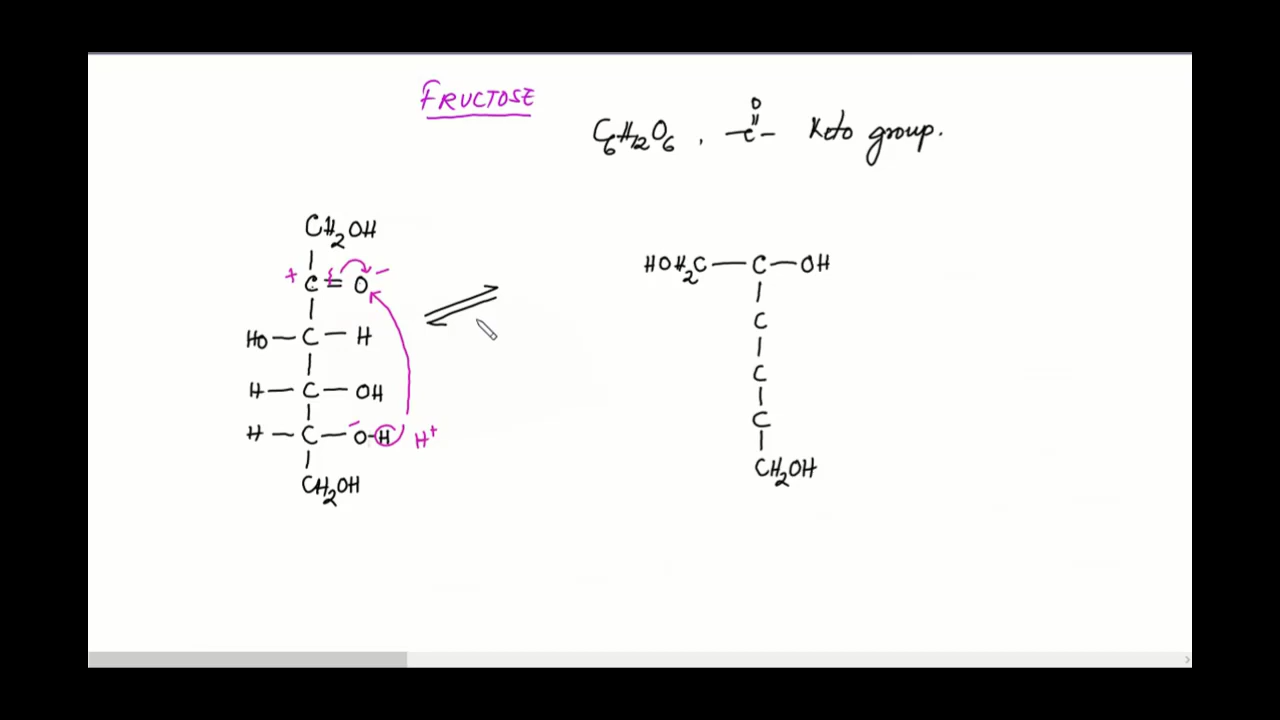 FRUCTOSE
C6H12O6 , -C- Keto group.
O
||
CH2OH
+ C = O -
HO - C - H
H - C - OH
H - C - O-H H+
CH2OH
HOH2C - C - OH
C
C
C
CH2OH